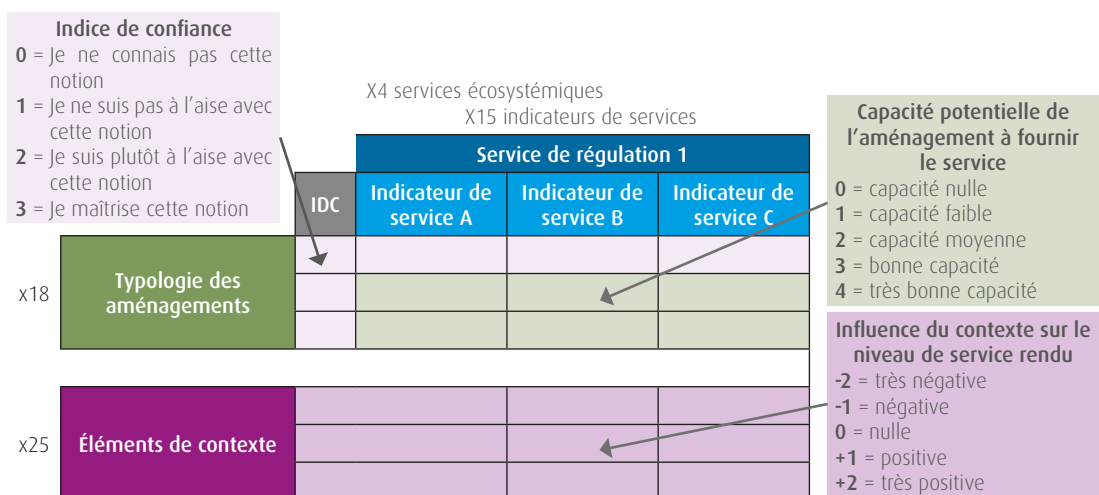 Indice de confiance
0 = Je ne connais pas cette
notion
1 = Je ne suis pas à l'aise avec
cette notion
2 = Je suis plutôt à l'aise avec
cette notion
3 = Je maîtrise cette notion
X4 services écosystémiques
X15 indicateurs de services
Service de régulation 1
IDC
Indicateur de
service A
Indicateur de
service B
Indicateur de
service C
x18
Typologie des
aménagements
x25
Éléments de contexte
Capacité potentielle de
l'aménagement à fournir
le service
0 = capacité nulle
1 = capacité faible
2 = capacité moyenne
3 = bonne capacité
4 = très bonne capacité
Influence du contexte sur le
niveau de service rendu
-2 = très négative
-1 = négative
0 = nulle
+1 = positive
+2 = très positive